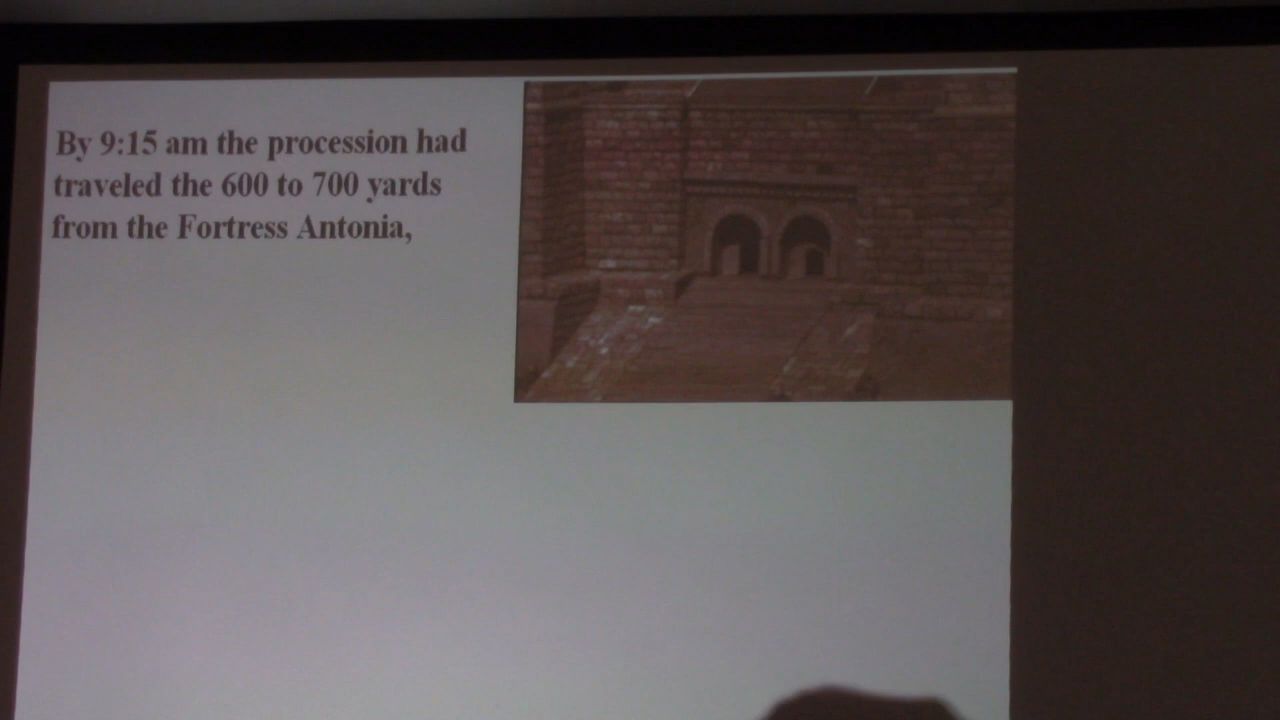 By 9:15 am the procession had
traveled the 600 to 700 yards
from the Fortress Antonia,